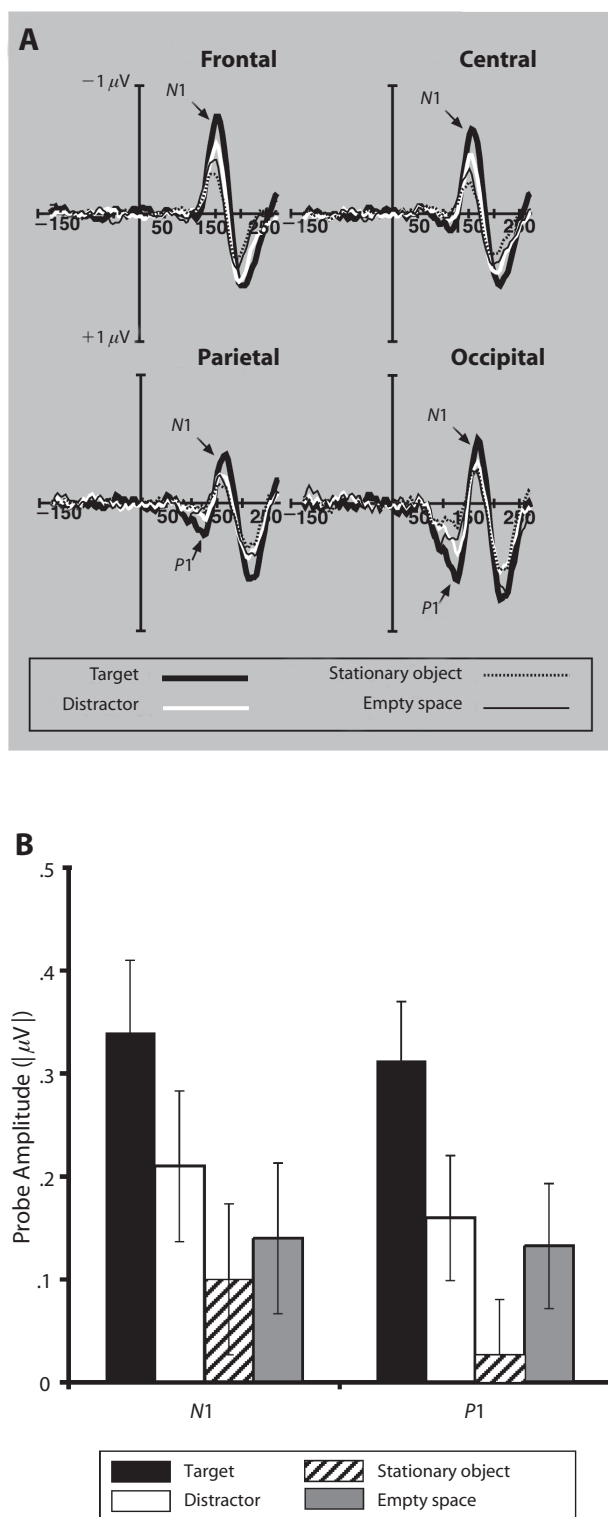 A
Frontal
Central
−1 μV
N1
N1
−150 50 150 250
−150 50 150 250
+1 μV
Parietal
Occipital
N1
N1
−150 50 150 250
−150 50 150 250
P1
P1
Target
Stationary object
Distractor
Empty space
B
Probe Amplitude (|μV|)
.5
.4
.3
.2
.1
0
N1
P1
Target
Stationary object
Distractor
Empty space